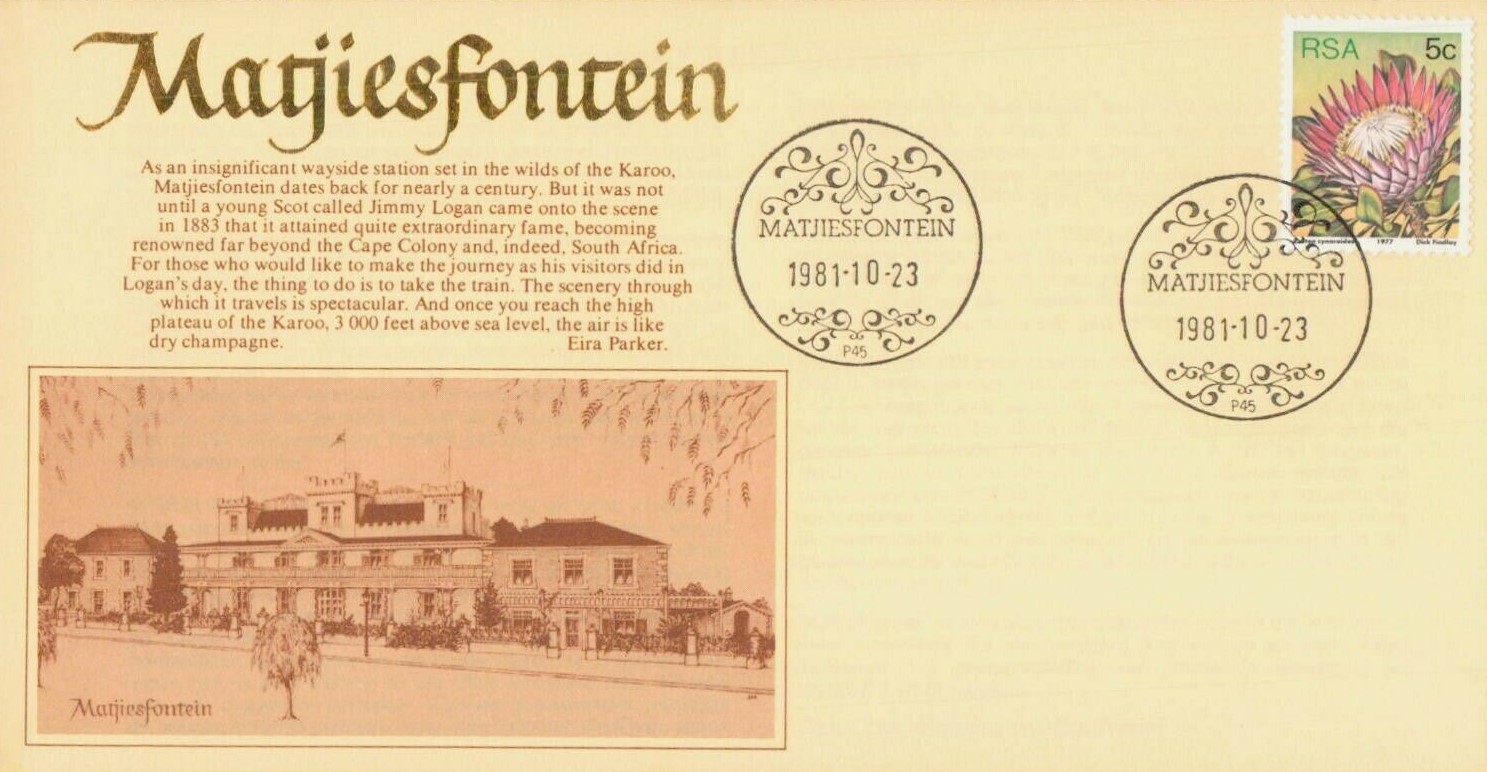 Matjiesfontein
As an insignificant wayside station set in the wilds of the Karoo,
Matjiesfontein dates back for nearly a century. But it was not
until a young Scot called Jimmy Logan came onto the scene
in 1883 that it attained quite extraordinary fame, becoming
renowned far beyond the Cape Colony and, indeed, South Africa.
For those who would like to make the journey as his visitors did in
Logan's day, the thing to do is to take the train. The scenery through
which it travels is spectacular. And once you reach the high
plateau of the Karoo, 3 000 feet above sea level, the air is like
dry champagne. Eira Parker.
Matjiesfontein
MATJIESFONTEIN
1981-10-23
P45
RSA 5c
cynaroides 1977 Dick Findlay
MATJIESFONTEIN
1981-10-23
P45